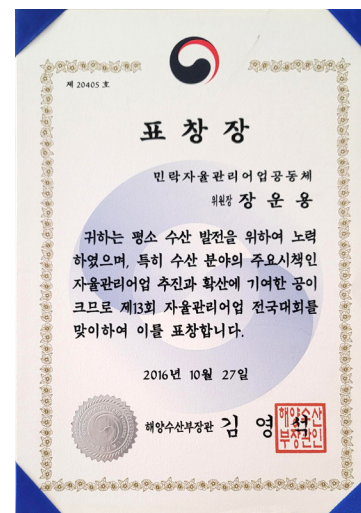 제 20405 호
표 창 장
민락자율관리어업공동체
위원장 장 운 용
귀하는 평소 수산 발전을 위하여 노력
하였으며, 특히 수산 분야의 주요시책인
자율관리어업 추진과 확산에 기여한 공이
크므로 제13회 자율관리어업 전국대회를
맞이하여 이를 표창합니다.
2016년 10월 27일
해양수산부장관 김 영 석
해양수산
부장관인